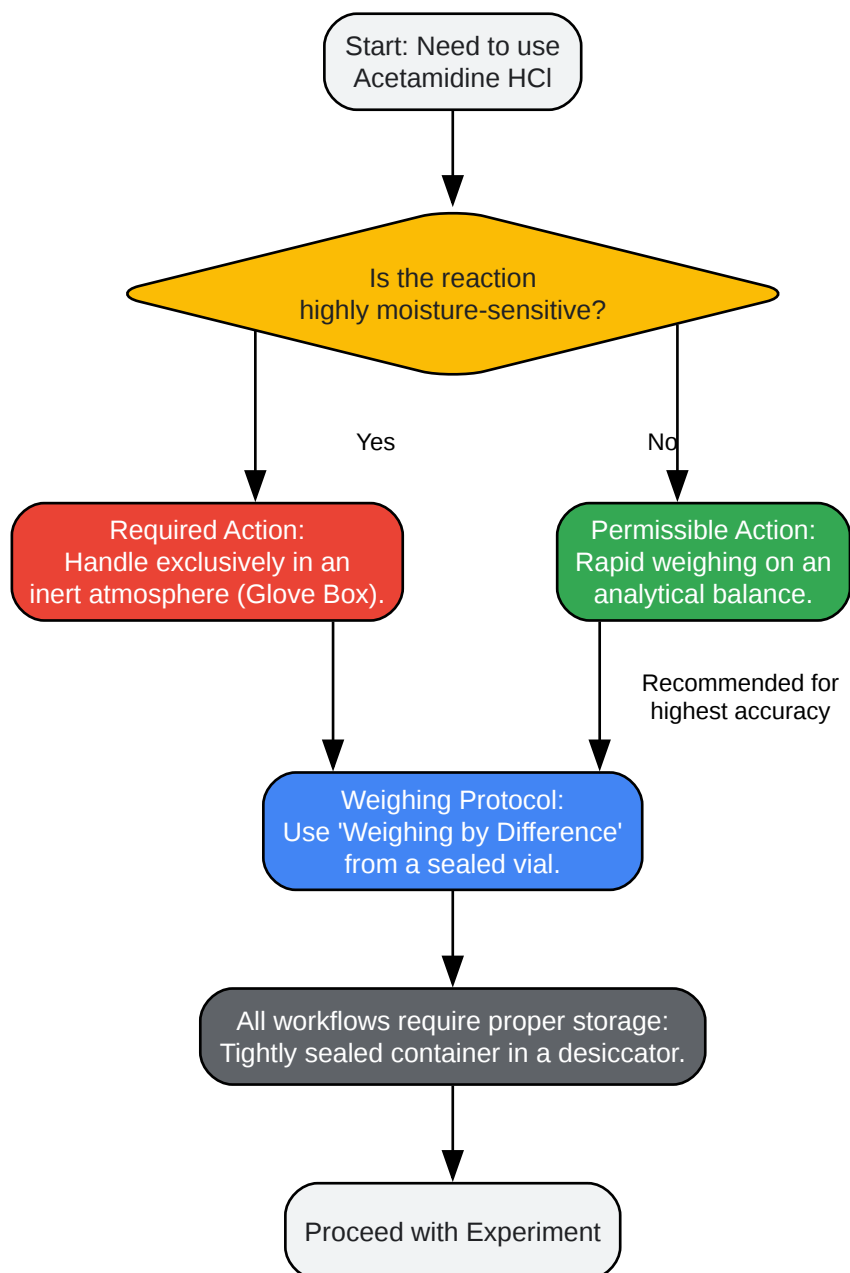 Start: Need to use
Acetamidine HCl
Is the reaction
highly moisture-sensitive?
Yes
No
Required Action:
Handle exclusively in an
inert atmosphere (Glove Box).
Permissible Action:
Rapid weighing on an
analytical balance.
Recommended for
highest accuracy
Weighing Protocol:
Use 'Weighing by Difference'
from a sealed vial.
All workflows require proper storage:
Tightly sealed container in a desiccator.
Proceed with Experiment